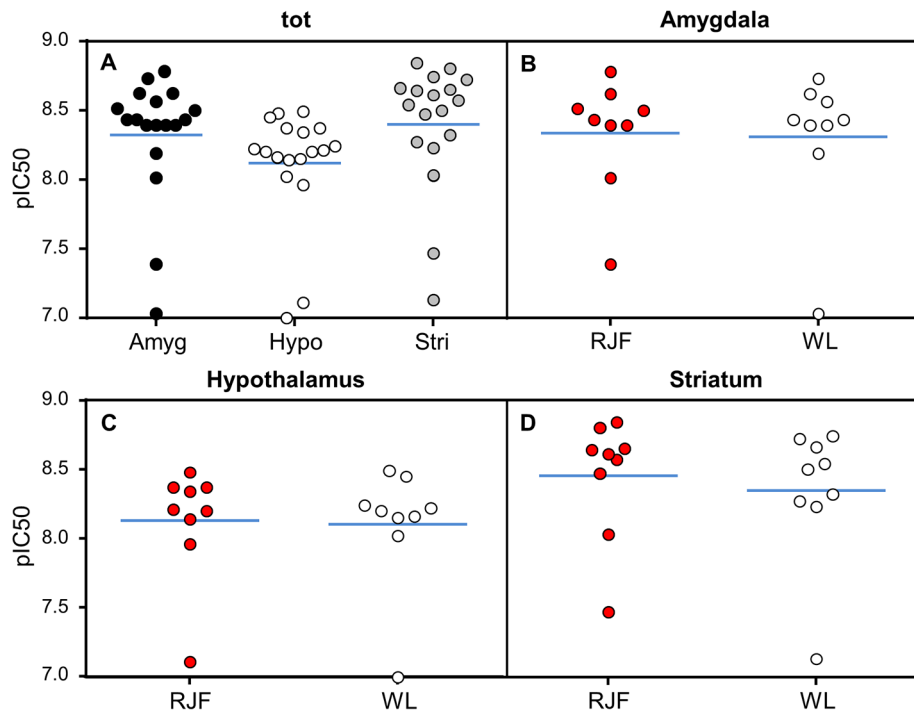 tot
Amygdala
A
B
pIC50
9.0
8.5
8.0
7.5
7.0
Amyg Hypo Stri
RJF WL
Hypothalamus
Striatum
C
D
pIC50
9.0
8.5
8.0
7.5
7.0
RJF WL
RJF WL